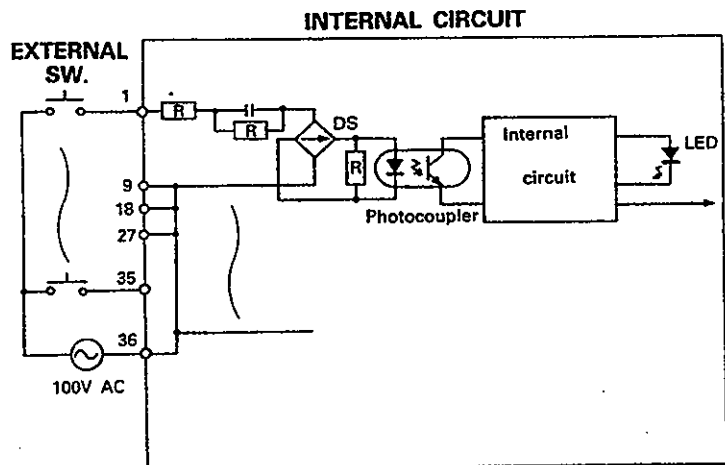 INTERNAL CIRCUIT
EXTERNAL
SW.
1
R
R
DS
R
Internal
circuit
LED
9
18
27
Photocoupler
35
36
100V AC